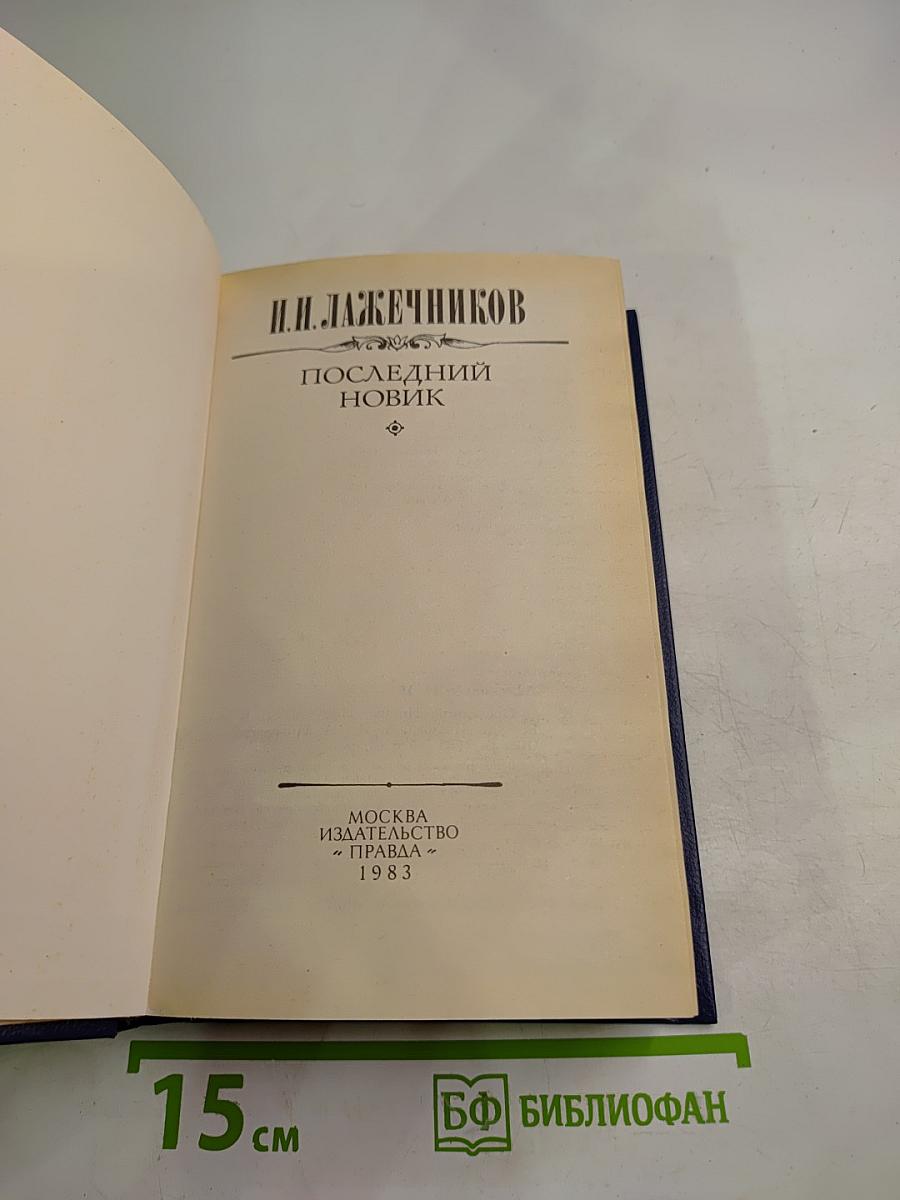 И.И.ЛАЖЕЧНИКОВ
ПОСЛЕДНИЙ
НОВИК
МОСКВА
ИЗДАТЕЛЬСТВО
“ ПРАВДА “
1983
15 см
БФ БИБЛИОФАН